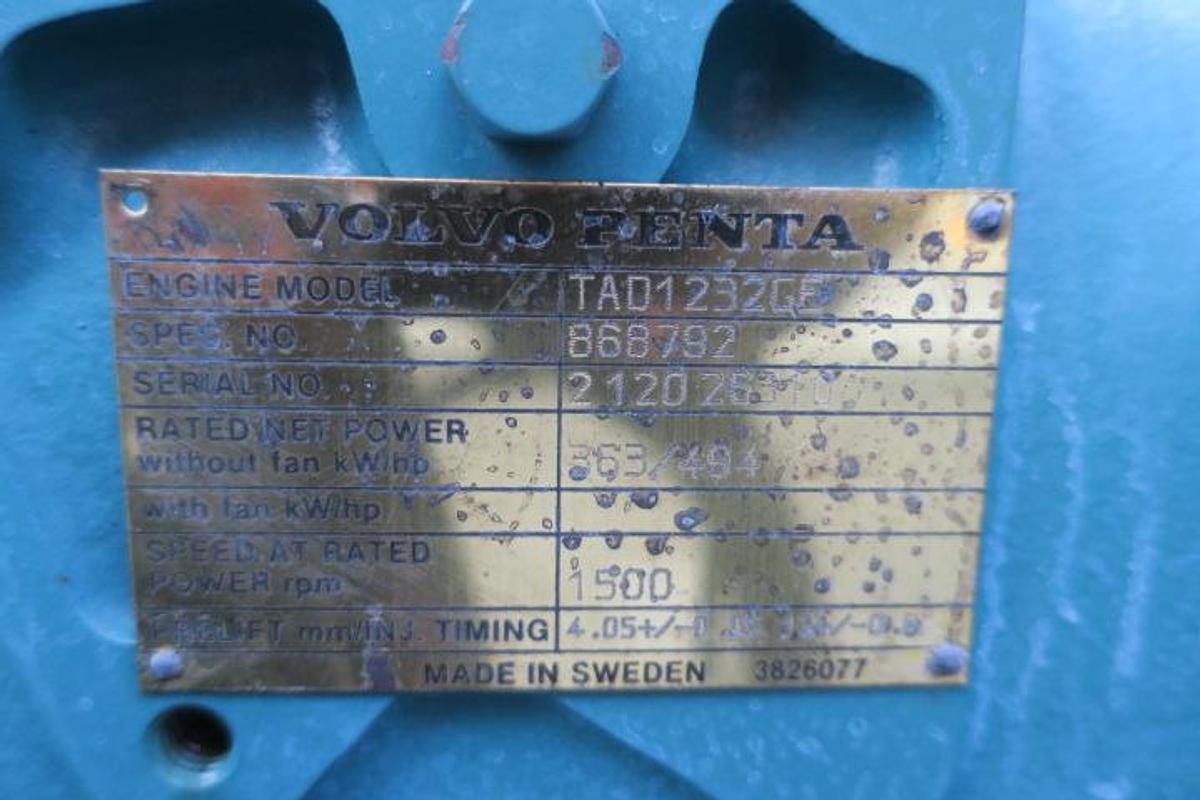 VOLVO PENTA
ENGINE MODEL TAD1232GE
SPEC. NO. 868792
SERIAL NO.
RATED NET POWER
without fan kW/hp 363/494
with fan kW/hp
SPEED AT RATED
POWER rpm 1500
PRELIFT mm/INJ. TIMING
MADE IN SWEDEN 3826077